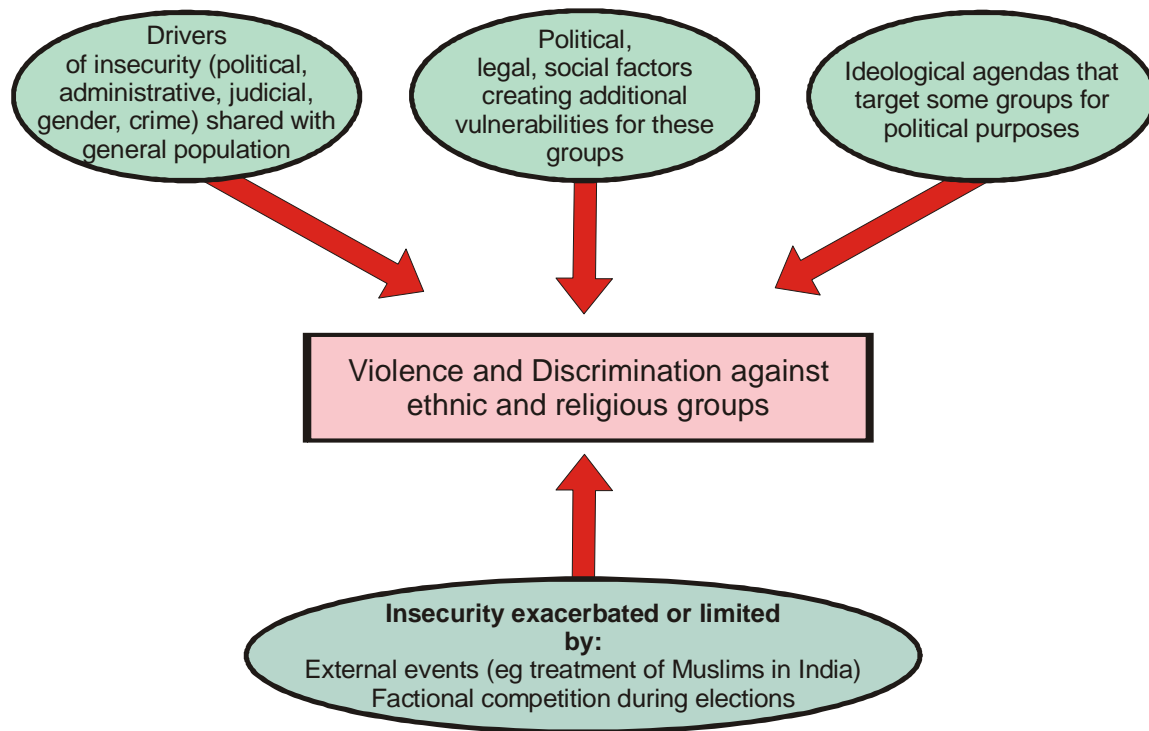 Drivers
of insecurity (political,
administrative, judicial,
gender, crime) shared with
general population
Political,
legal, social factors
creating additional
vulnerabilities for these
groups
Ideological agendas that
target some groups for
political purposes
Violence and Discrimination against
ethnic and religious groups
Insecurity exacerbated or limited
by:
External events (eg treatment of Muslims in India)
Factional competition during elections